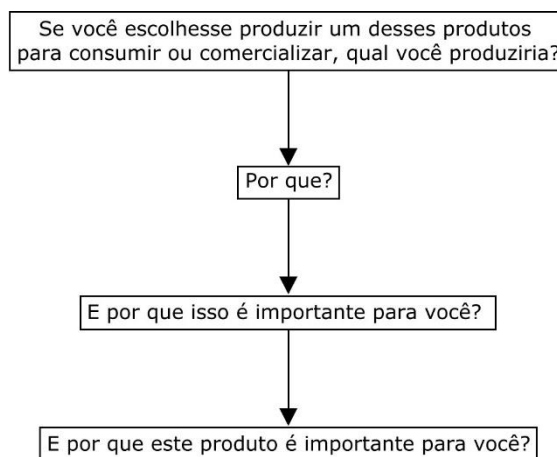 Se você escolhesse produzir um desses produtos
para consumir ou comercializar, qual você produziria?
Por que?
E por que isso é importante para você?
E por que este produto é importante para você?